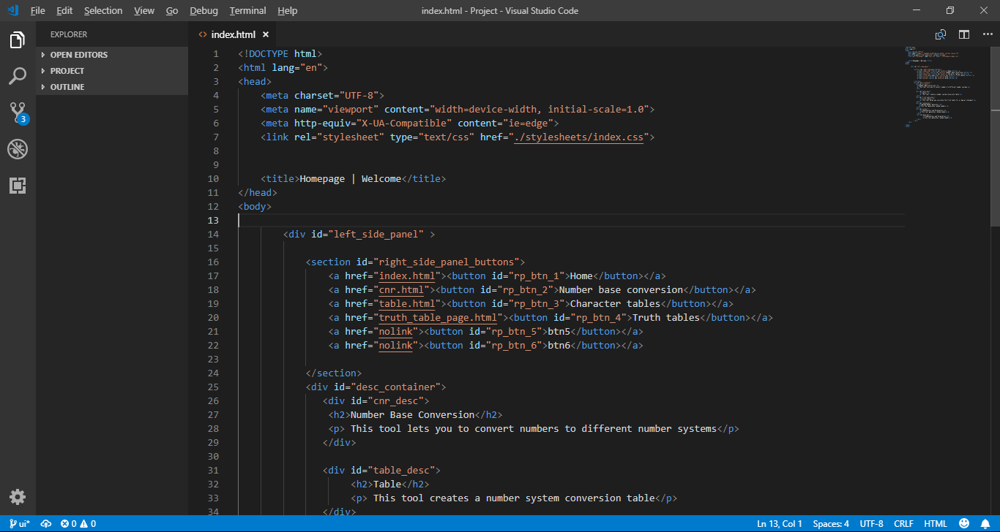 File Edit Selection View Go Debug Terminal Help index.html - Project - Visual Studio Code
EXPLORER
index.html ×
OPEN EDITORS
PROJECT
OUTLINE
3
1 <!DOCTYPE html>
2 <html lang="en">
3 <head>
4 <meta charset="UTF-8">
5 <meta name="viewport" content="width=device-width, initial-scale=1.0">
6 <meta http-equiv="X-UA-Compatible" content="ie=edge">
7 <link rel="stylesheet" type="text/css" href="./stylesheets/index.css">
8
9
10 <title>Homepage | Welcome</title>
11 </head>
12 <body>
13
14 <div id="left_side_panel" >
15
16 <section id="right_side_panel_buttons">
17 <a href="index.html"><button id="rp_btn_1">Home</button></a>
18 <a href="cnr.html"><button id="rp_btn_2">Number base conversion</button></a>
19 <a href="table.html"><button id="rp_btn_3">Character tables</button></a>
20 <a href="truth_table_page.html"><button id="rp_btn_4">Truth tables</button></a>
21 <a href="nolink"><button id="rp_btn_5">btn5</button></a>
22 <a href="nolink"><button id="rp_btn_6">btn6</button></a>
23
24 </section>
25 <div id="desc_container">
26 <div id="cnr_desc">
27 <h2>Number Base Conversion</h2>
28 <p> This tool lets you to convert numbers to different number systems</p>
29 </div>
30
31 <div id="table_desc">
32 <h2>Table</h2>
33 <p> This tool creates a number system conversion table</p>
34 </div>
ui* 0 0 Ln 13, Col 1 Spaces: 4 UTF-8 CRLF HTML